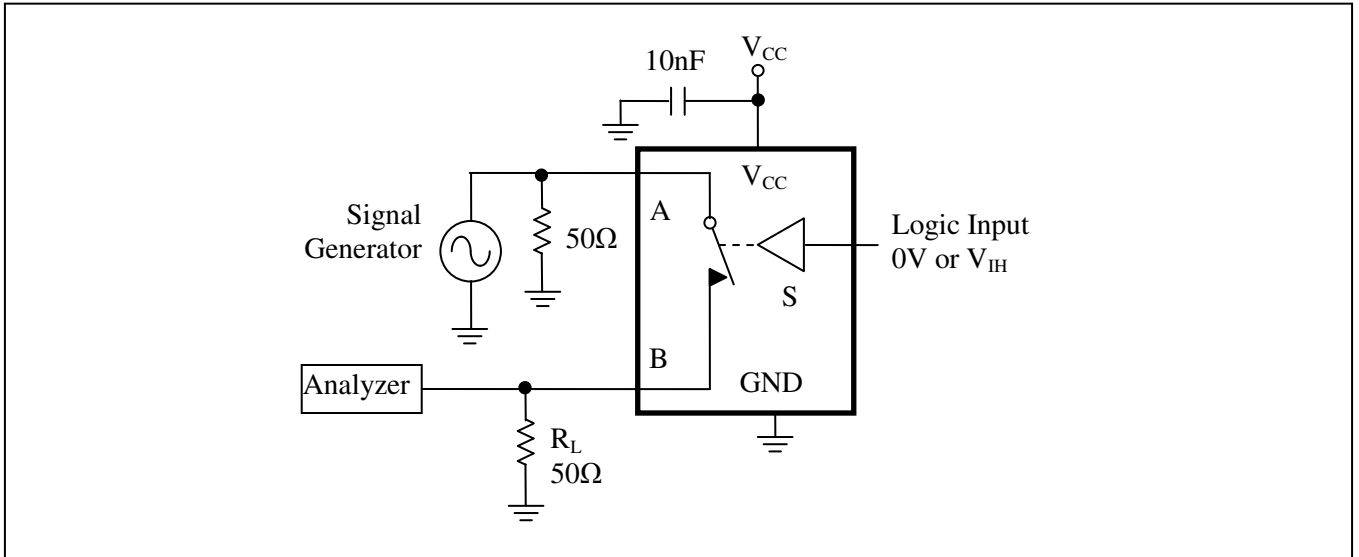 V_CC
10nF
V_CC
Signal
Generator
50Ω
A
S
Logic Input
0V or V_IH
B
GND
Analyzer
R_L
50Ω